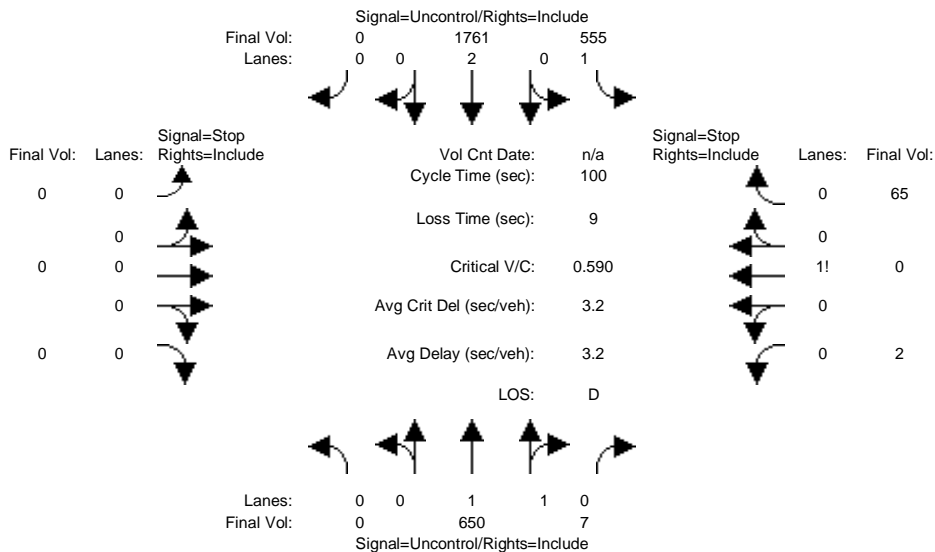 Signal=Uncontrol/Rights=Include
Final Vol: 0 1761 555
Lanes: 0 0 2 0 1
Signal=Stop
Final Vol: Lanes: Rights=Include
Vol Cnt Date: n/a
Signal=Stop
Rights=Include Lanes: Final Vol:
Cycle Time (sec): 100
0 0
0 65
Loss Time (sec): 9
0
0
0 0
Critical V/C: 0.590
1! 0
0
Avg Crit Del (sec/veh): 3.2
0
0 0
Avg Delay (sec/veh): 3.2
0 2
LOS: D
Lanes: 0 0 1 1 0
Final Vol: 0 650 7
Signal=Uncontrol/Rights=Include